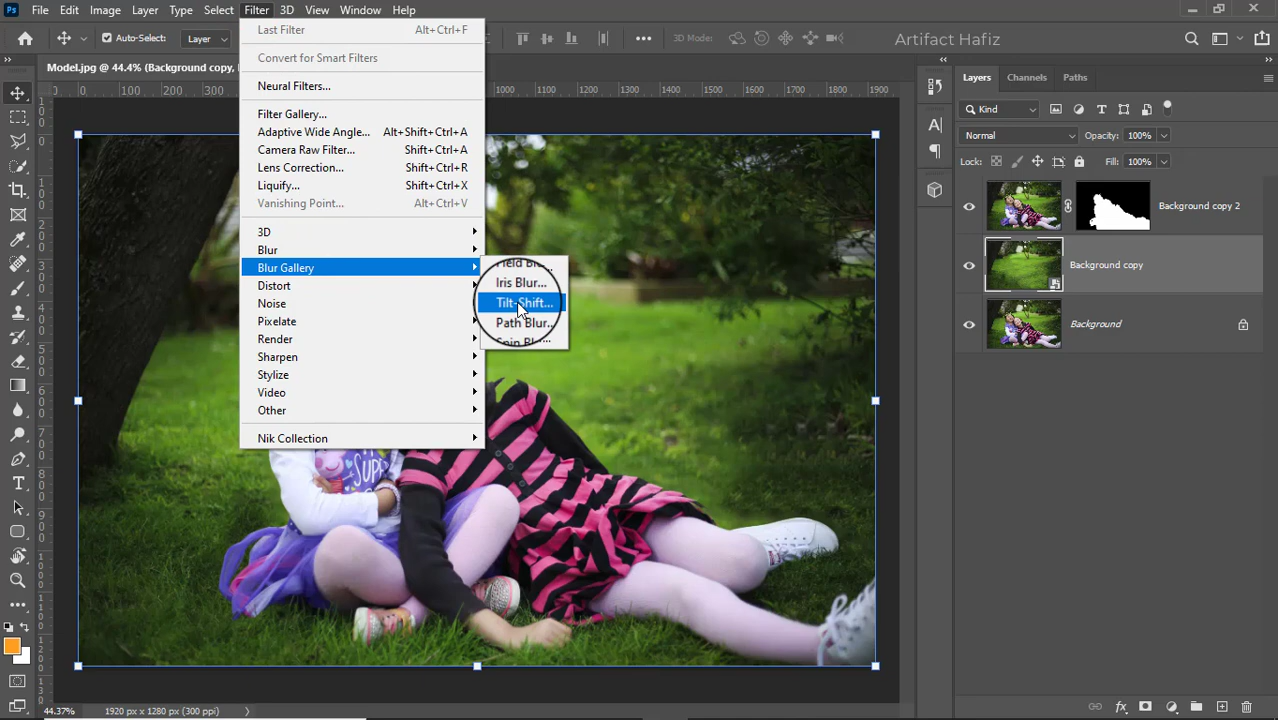 File Edit Image Layer Type Select Filter 3D View Window Help
Auto-Select: Layer 3D Mode: Artifact Hafiz
Model.jpg @ 44.4% (Background copy,
Last Filter Alt+Ctrl+F
Convert for Smart Filters
Neural Filters...
Filter Gallery...
Adaptive Wide Angle... Alt+Shift+Ctrl+A
Camera Raw Filter... Shift+Ctrl+A
Lens Correction... Shift+Ctrl+R
Liquify... Shift+Ctrl+X
Vanishing Point... Alt+Ctrl+V
3D
Blur
Blur Gallery
Distort
Noise
Pixelate
Render
Sharpen
Stylize
Video
Other
Nik Collection
Iris Blur...
Tilt-Shift...
Path Blur...
0 100 200 300 1000 1100 1200 1300 1400 1500 1600 1700 1800 1900
Layers Channels Paths
Kind
Normal Opacity: 100%
Lock: Fill: 100%
Background copy 2
Background copy
Background
44.37% 1920 px x 1280 px (300 ppi)